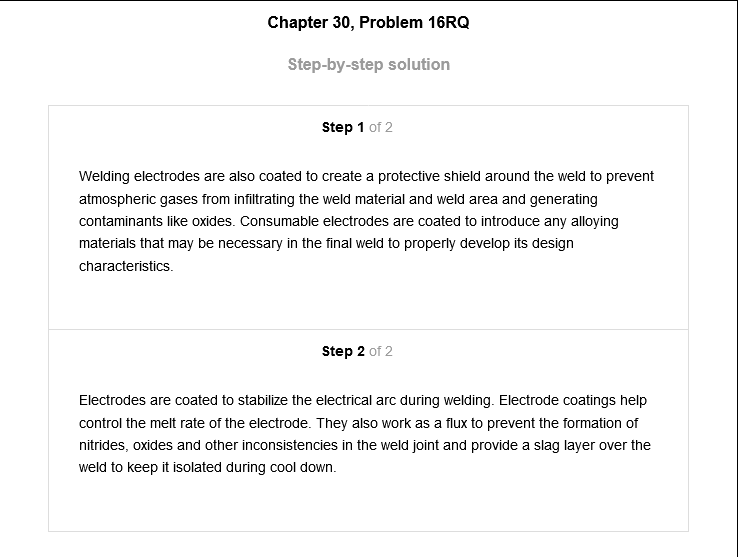 Chapter 30, Problem 16RQ
Step-by-step solution
Step 1 of 2
Welding electrodes are also coated to create a protective shield around the weld to prevent
atmospheric gases from infiltrating the weld material and weld area and generating
contaminants like oxides. Consumable electrodes are coated to introduce any alloying
materials that may be necessary in the final weld to properly develop its design
characteristics.
Step 2 of 2
Electrodes are coated to stabilize the electrical arc during welding. Electrode coatings help
control the melt rate of the electrode. They also work as a flux to prevent the formation of
nitrides, oxides and other inconsistencies in the weld joint and provide a slag layer over the
weld to keep it isolated during cool down.